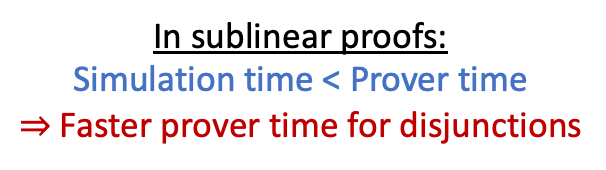 In sublinear proofs:
Simulation time < Prover time
⇒ Faster prover time for disjunctions